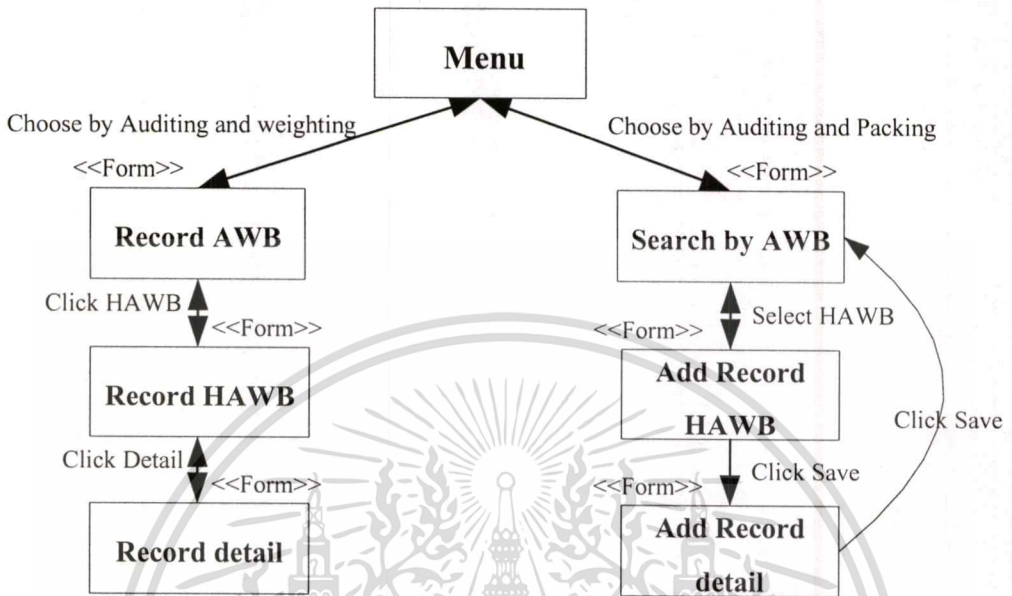 Menu
Choose by Auditing and weighting
Choose by Auditing and Packing
<<Form>>
<<Form>>
Record AWB
Search by AWB
Click HAWB
Select HAWB
<<Form>>
<<Form>>
Record HAWB
Add Record
HAWB
Click Save
Click Detail
Click Save
<<Form>>
<<Form>>
Record detail
Add Record
detail